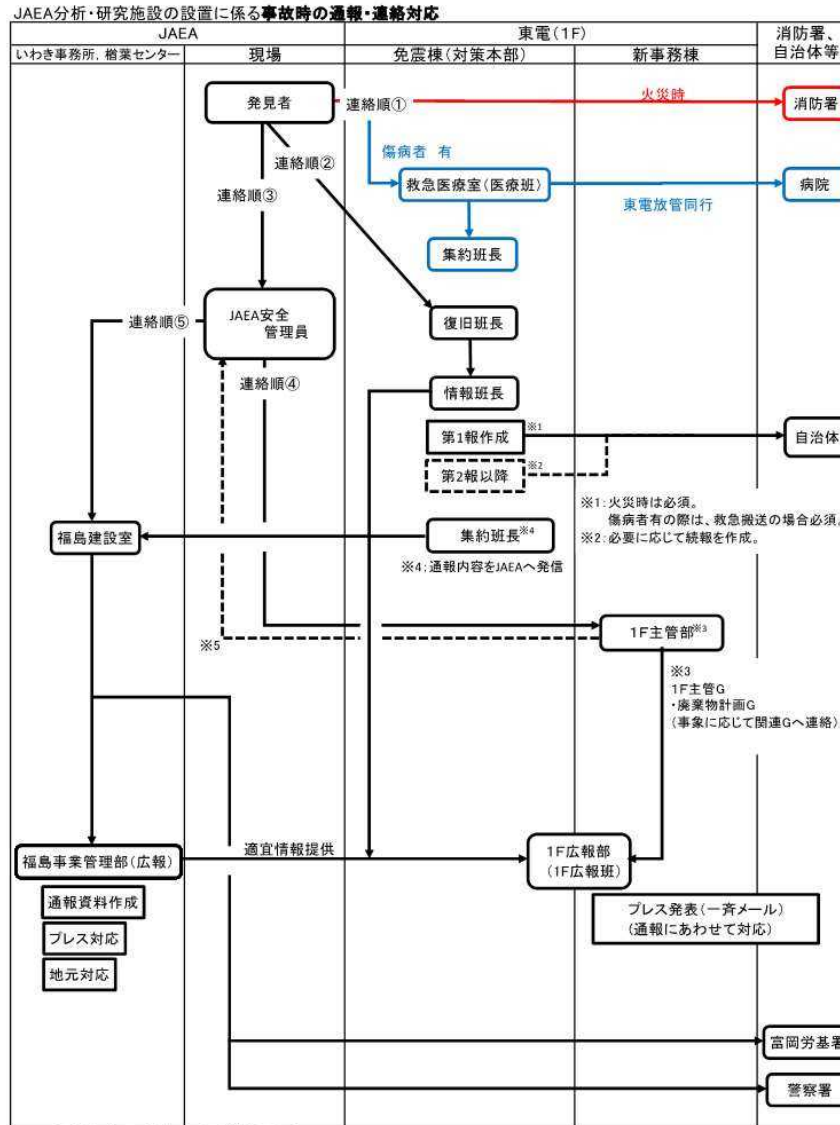 JAEA分析・研究施設の設置に係る事故時の通報・連絡対応
JAEA
東電(1F)
消防署、
自治体等
いわき事務所, 楢葉センター
現場
免震棟(対策本部)
新事務棟
発見者
連絡順①
火災時
消防署
傷病者 有
連絡順②
連絡順③
救急医療室(医療班)
東電放管同行
病院
集約班長
JAEA安全
管理員
連絡順⑤
復旧班長
連絡順④
情報班長
第1報作成
※1
自治体
第2報以降
※2
※1:火災時は必須。
傷病者有の際は、救急搬送の場合必須。
※2:必要に応じて続報を作成。
福島建設室
集約班長※4
※4:通報内容をJAEAへ発信
※5
1F主管部※3
※3
1F主管G
・廃棄物計画G
(事象に応じて関連Gへ連絡)
福島事業管理部(広報)
適宜情報提供
1F広報部
(1F広報班)
通報資料作成
プレス発表(一斉メール)
(通報にあわせて対応)
プレス対応
地元対応
富岡労基署
警察署